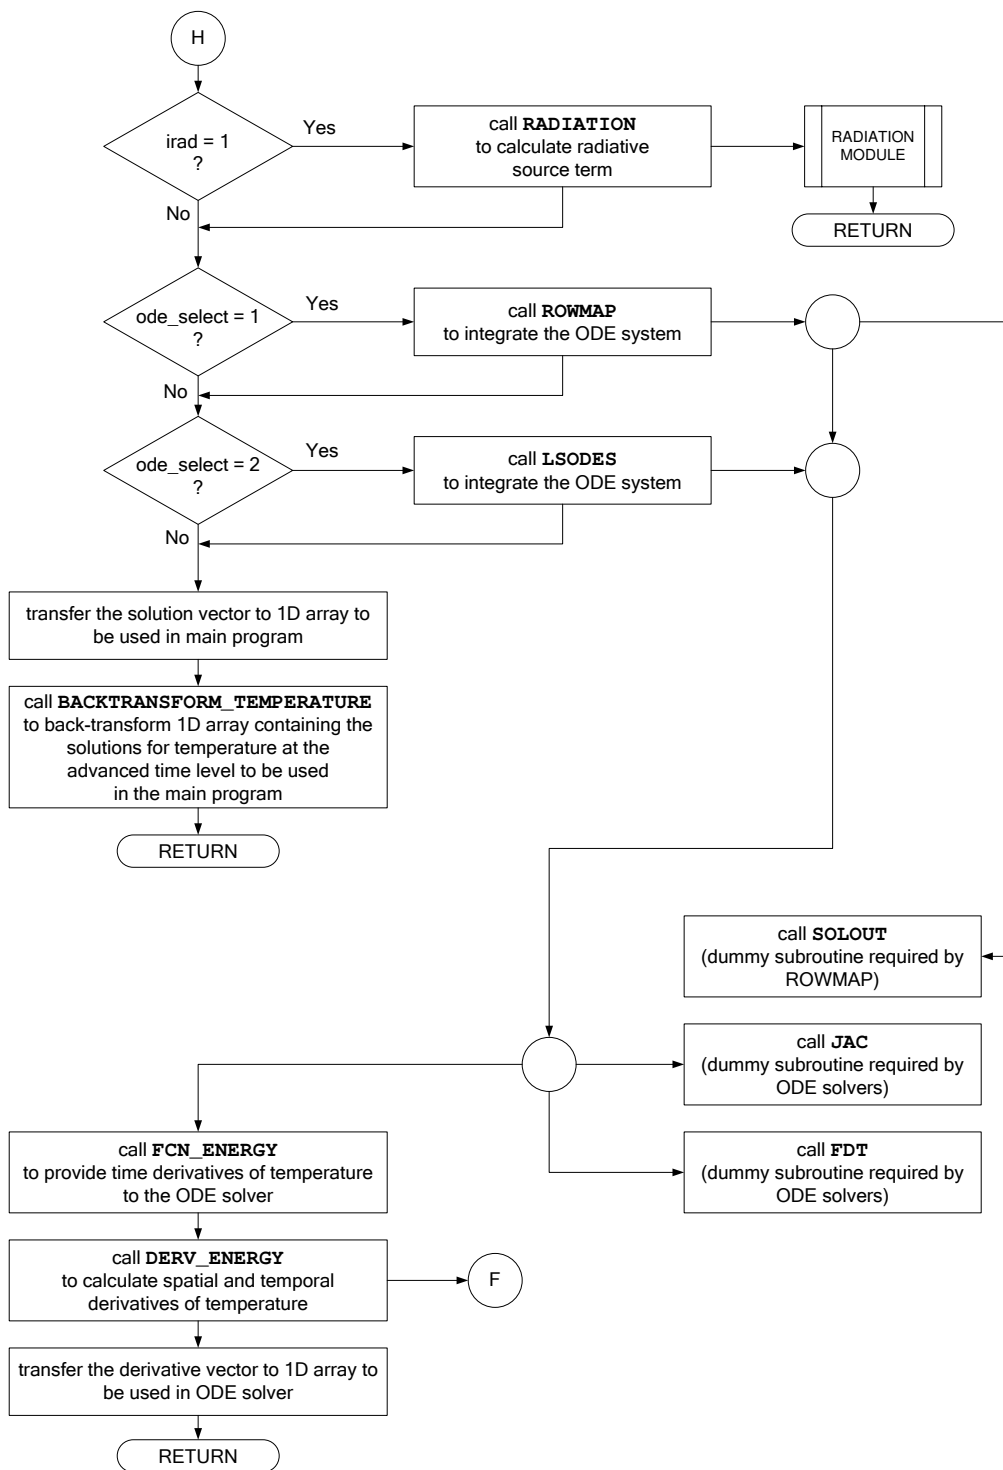 H
irad = 1
?
Yes
call RADIATION
to calculate radiative
source term
RADIATION
MODULE
RETURN
No
ode_select = 1
?
Yes
call ROWMAP
to integrate the ODE system
No
ode_select = 2
?
Yes
call LSODES
to integrate the ODE system
No
transfer the solution vector to 1D array to
be used in main program
call BACKTRANSFORM_TEMPERATURE
to back-transform 1D array containing the
solutions for temperature at the
advanced time level to be used
in the main program
RETURN
call SOLOUT
(dummy subroutine required by
ROWMAP)
call JAC
(dummy subroutine required by
ODE solvers)
call FDT
(dummy subroutine required by
ODE solvers)
call FCN_ENERGY
to provide time derivatives of temperature
to the ODE solver
call DERV_ENERGY
to calculate spatial and temporal
derivatives of temperature
F
transfer the derivative vector to 1D array to
be used in ODE solver
RETURN